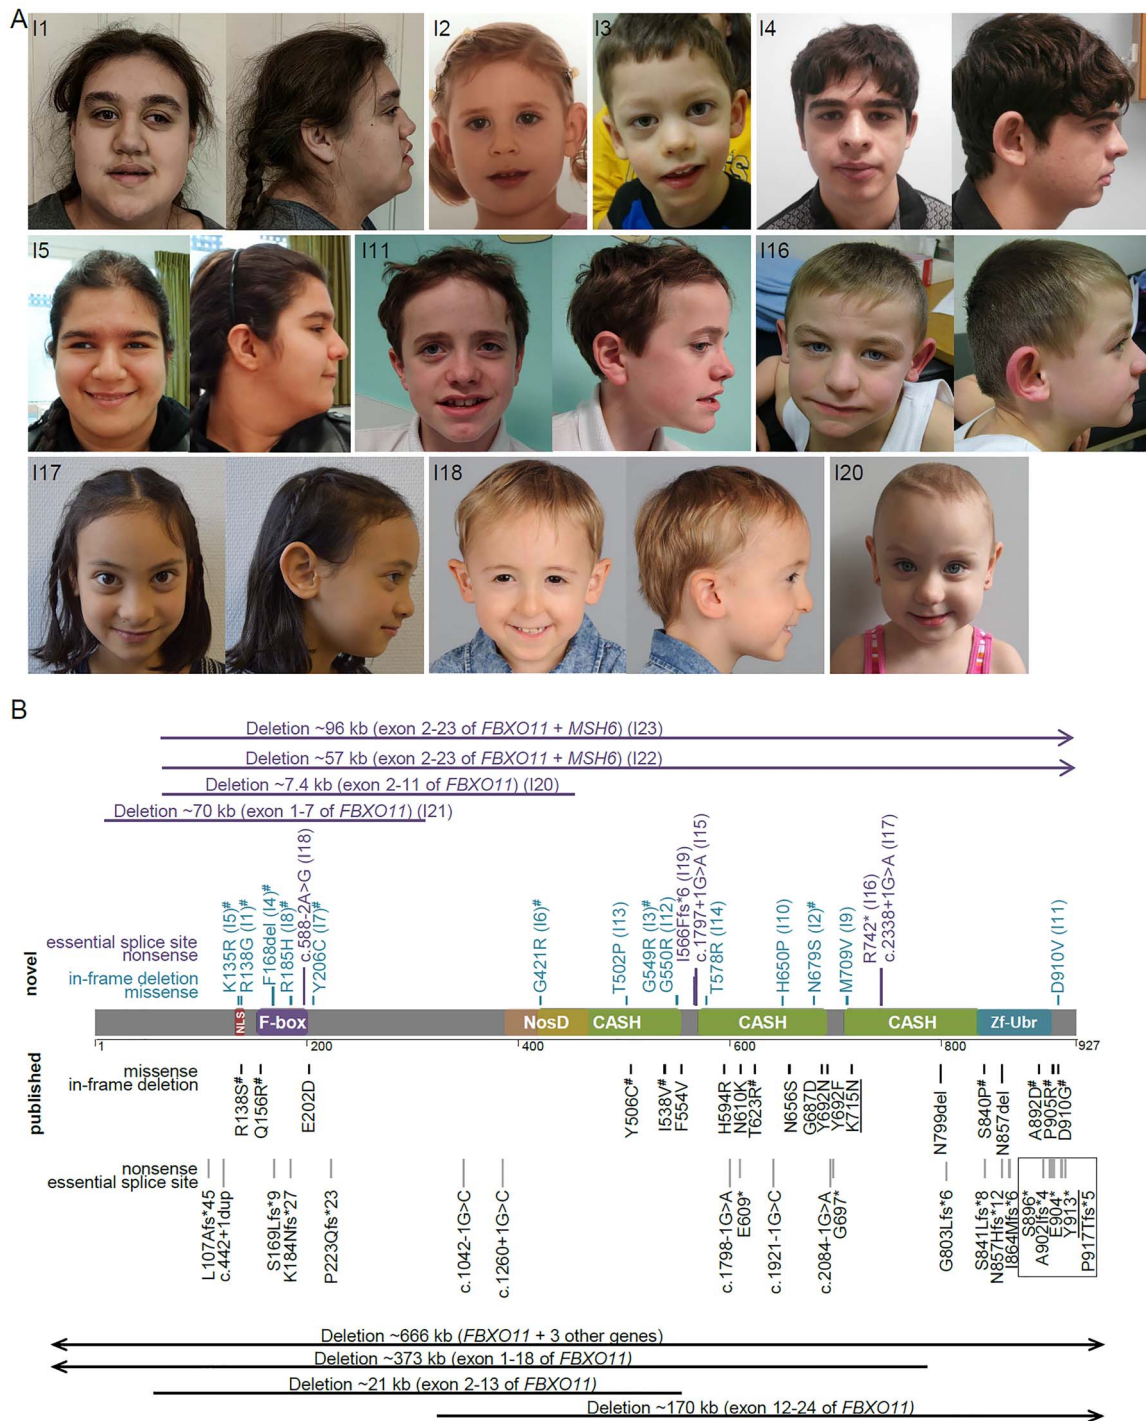 A
I1
I2
I3
I4
I5
I11
I16
I17
I18
I20
B
Deletion ~96 kb (exon 2-23 of FBXO11 + MSH6) (I23)
Deletion ~57 kb (exon 2-23 of FBXO11 + MSH6) (I22)
Deletion ~7.4 kb (exon 2-11 of FBXO11) (I20)
Deletion ~70 kb (exon 1-7 of FBXO11) (I21)
novel
essential splice site
nonsense
in-frame deletion
missense
K135R (I5)#
R138G (I1)#
F168del (I4)#
R185H (I8)#
c.588-2A>G (I18)
Y206C (I7)#
G421R (I6)#
T502P (I13)
G549R (I3)#
G550R (I12)
I566Ffs*6 (I19)
c.1797+1G>A (I15)
T578R (I14)
H650P (I10)
N679S (I2)#
M709V (I9)
R742* (I16)
c.2338+1G>A (I17)
D910V (I11)
NLS
F-box
NosD
CASH
CASH
CASH
Zf-Ubr
1
200
400
600
800
927
published
missense
in-frame deletion
R138S#
Q156R#
E202D
Y506C#
I538V#
F554V
H594R
N610K
T623R#
N656S
G687D
Y692N
Y692F
K715N
N799del
S840P#
N857del
A892D#
P905R#
D910G#
nonsense
essential splice site
L107Afs*45
c.442+1dup
S169Lfs*9
K184Nfs*27
P223Qfs*23
c.1042-1G>C
c.1260+1G>C
c.1798-1G>A
E609*
c.1921-1G>C
c.2084-1G>A
G697*
G803Lfs*6
S841Lfs*8
N857Hfs*12
I864Mfs*6
S896*
A902Ifs*4
E904*
Y913*
P917Tfs*5
Deletion ~666 kb (FBXO11 + 3 other genes)
Deletion ~373 kb (exon 1-18 of FBXO11)
Deletion ~21 kb (exon 2-13 of FBXO11)
Deletion ~170 kb (exon 12-24 of FBXO11)